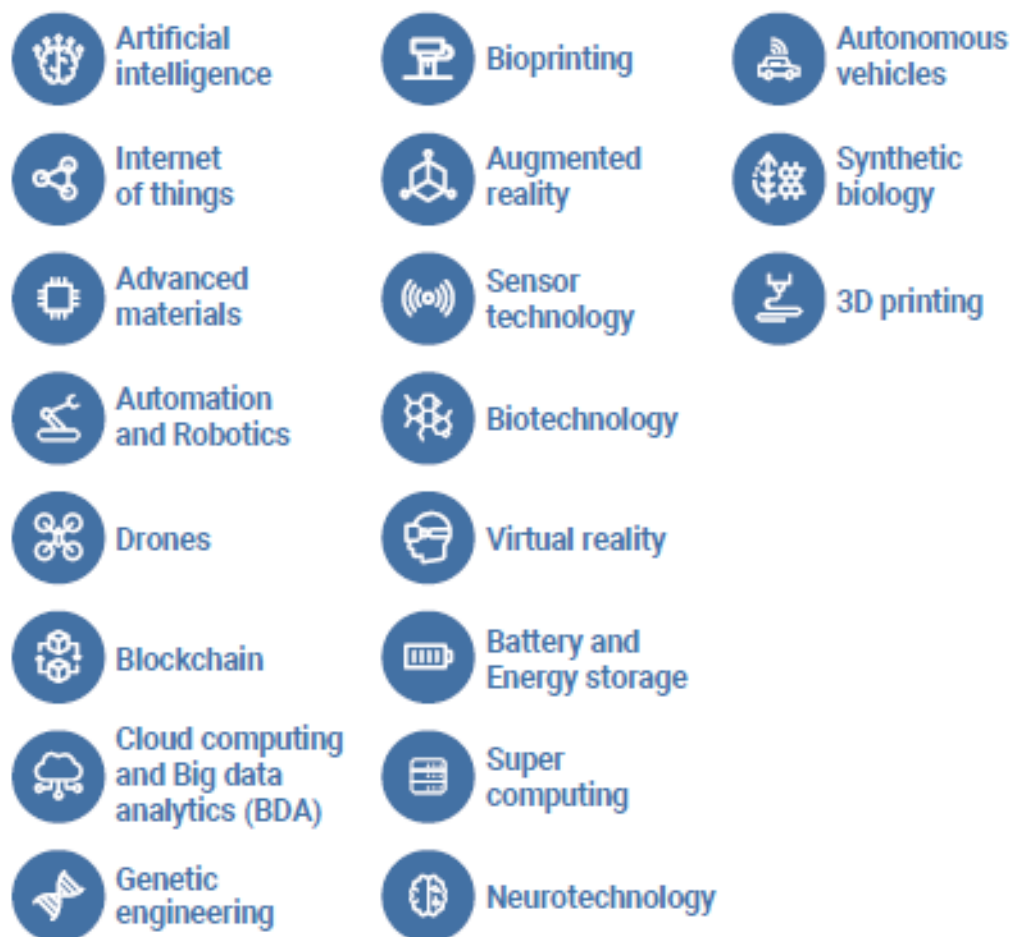 Artificial
intelligence
Internet
of things
Advanced
materials
Automation
and Robotics
Drones
Blockchain
Cloud computing
and Big data
analytics (BDA)
Genetic
engineering
Bioprinting
Augmented
reality
Sensor
technology
Biotechnology
Virtual reality
Battery and
Energy storage
Super
computing
Neurotechnology
Autonomous
vehicles
Synthetic
biology
3D printing